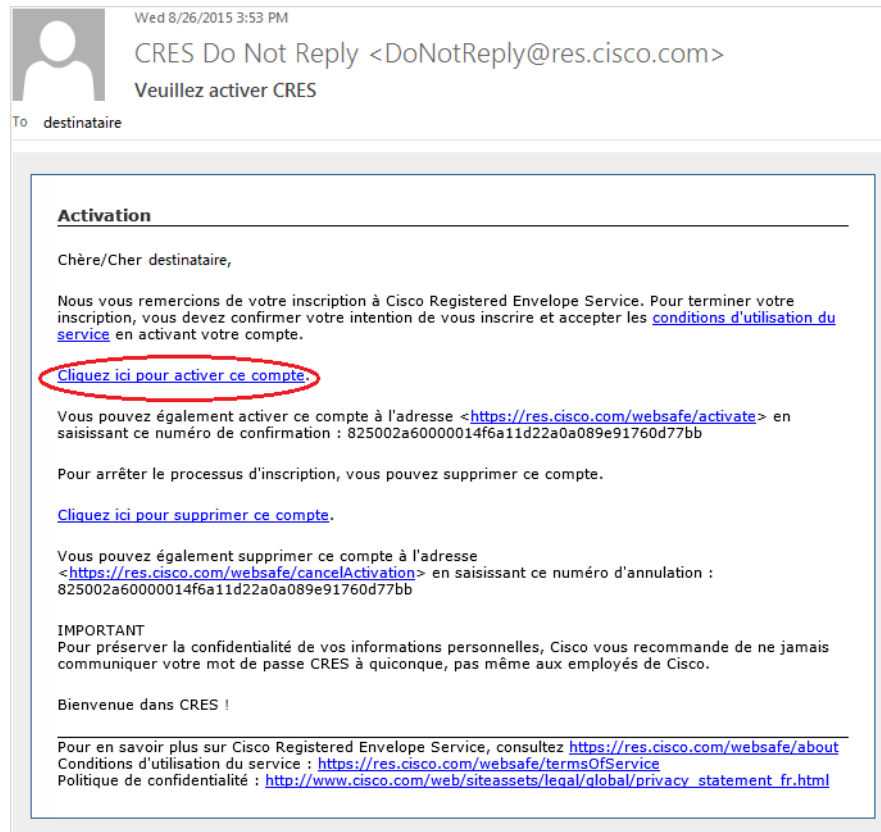 Wed 8/26/2015 3:53 PM
CRES Do Not Reply <DoNotReply@res.cisco.com>
Veuillez activer CRES
To destinataire
Activation
Chère/Cher destinataire,
Nous vous remercions de votre inscription à Cisco Registered Envelope Service. Pour terminer votre
inscription, vous devez confirmer votre intention de vous inscrire et accepter les conditions d'utilisation du
service en activant votre compte.
Cliquez ici pour activer ce compte.
Vous pouvez également activer ce compte à l'adresse <https://res.cisco.com/websafe/activate> en
saisissant ce numéro de confirmation : 825002a60000014f6a11d22a0a089e91760d77bb
Pour arrêter le processus d'inscription, vous pouvez supprimer ce compte.
Cliquez ici pour supprimer ce compte.
Vous pouvez également supprimer ce compte à l'adresse
<https://res.cisco.com/websafe/cancelActivation> en saisissant ce numéro d'annulation :
825002a60000014f6a11d22a0a089e91760d77bb
IMPORTANT
Pour préserver la confidentialité de vos informations personnelles, Cisco vous recommande de ne jamais
communiquer votre mot de passe CRES à quiconque, pas même aux employés de Cisco.
Bienvenue dans CRES !
Pour en savoir plus sur Cisco Registered Envelope Service, consultez https://res.cisco.com/websafe/about
Conditions d'utilisation du service : https://res.cisco.com/websafe/termsOfService
Politique de confidentialité : http://www.cisco.com/web/siteassets/legal/global/privacy_statement_fr.html